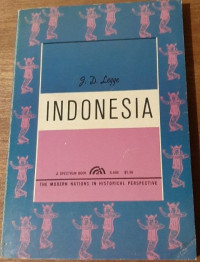 J. D. Legge
INDONESIA
A SPECTRUM BOOK
THE MODERN NATIONS IN HISTORICAL PERSPECTIVE